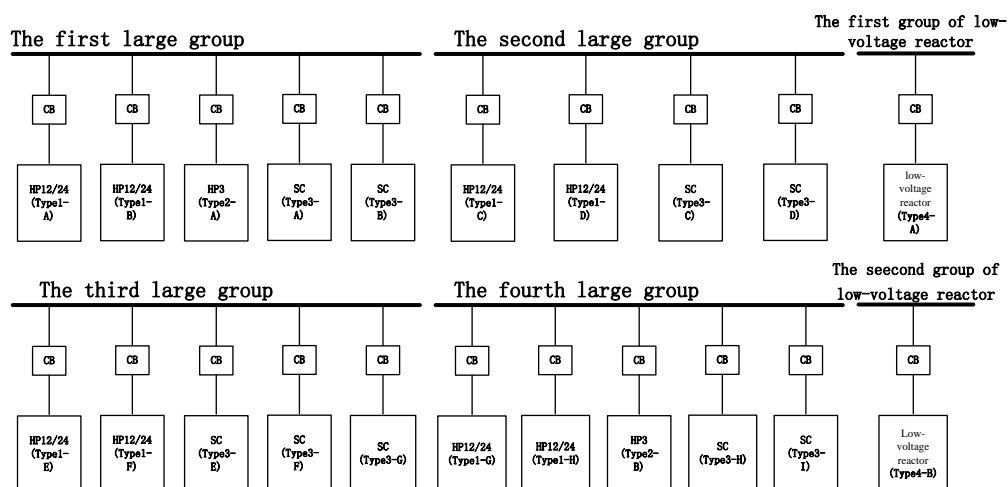 The first large group
The second large group
The first group of low-
voltage reactor
CB
CB
CB
CB
CB
CB
CB
CB
CB
CB
HP12/24
(Type1-
A)
HP12/24
(Type1-
B)
HP3
(Type2-
A)
SC
(Type3-
A)
SC
(Type3-
B)
HP12/24
(Type1-
C)
HP12/24
(Type1-
D)
SC
(Type3-
C)
SC
(Type3-
D)
low-
voltage
reactor
(Type4-
A)
The third large group
The fourth large group
The seecond group of
low-voltage reactor
CB
CB
CB
CB
CB
CB
CB
CB
CB
CB
CB
HP12/24
(Type1-
E)
HP12/24
(Type1-
F)
SC
(Type3-
E)
SC
(Type3-
F)
SC
(Type3-G)
HP12/24
(Type1-G)
HP12/24
(Type1-H)
HP3
(Type2-
B)
SC
(Type3-H)
SC
(Type3-
I)
Low-
voltage
reactor
(Type4-B)